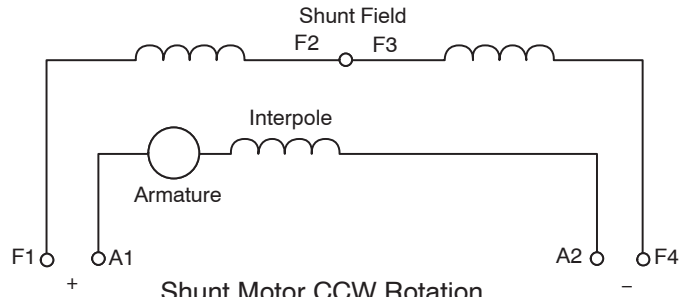 Shunt Field
F2 F3
Interpole
Armature
F1 A1 A2 F4
+ −
Shunt Motor CCW Rotation